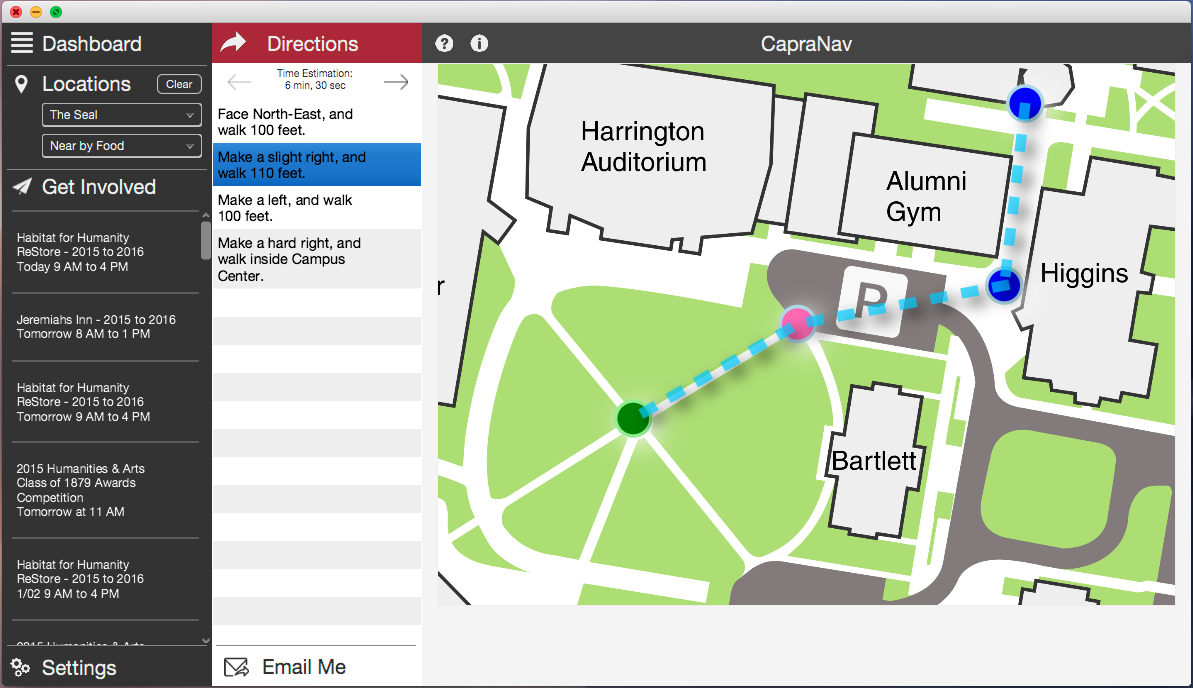 Dashboard
Locations
Clear
The Seal
Near by Food
Get Involved
Habitat for Humanity
ReStore - 2015 to 2016
Today 9 AM to 4 PM
Jeremiahs Inn - 2015 to 2016
Tomorrow 8 AM to 1 PM
Habitat for Humanity
ReStore - 2015 to 2016
Tomorrow 9 AM to 4 PM
2015 Humanities & Arts
Class of 1879 Awards
Competition
Tomorrow at 11 AM
Habitat for Humanity
ReStore - 2015 to 2016
1/02 9 AM to 4 PM
2015 Humanities & Arts
Settings
Directions
Time Estimation:
6 min, 30 sec
Face North-East, and
walk 100 feet.
Make a slight right, and
walk 110 feet.
Make a left, and walk
100 feet.
Make a hard right, and
walk inside Campus
Center.
Email Me
? i
CapraNav
Harrington
Auditorium
Alumni
Gym
Higgins
r
P
Bartlett